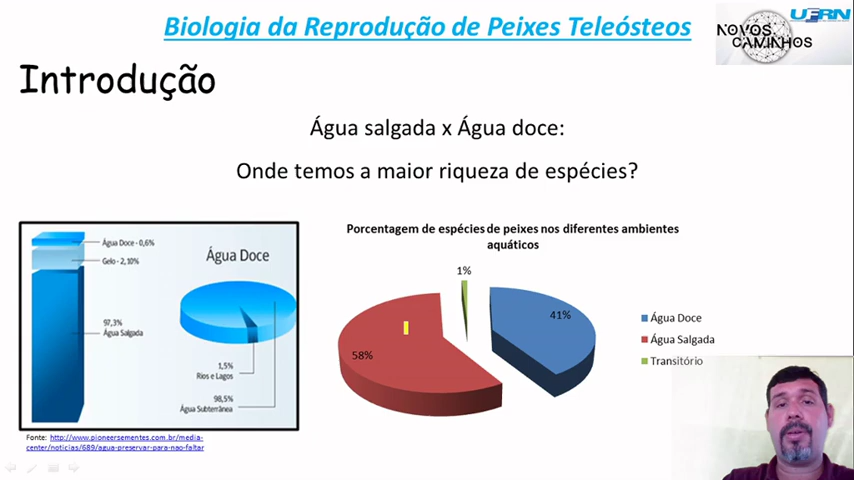 Biologia da Reprodução de Peixes Teleósteos
NOVOS
CAMINHOS
UFRN
Introdução
Água salgada x Água doce:
Onde temos a maior riqueza de espécies?
Água Doce - 0,6%
Gelo - 2,10%
97,3%
Água Salgada
Água Doce
1,5%
Rios e Lagos
98,5%
Água Subterrânea
Fonte: http://www.pioneersementes.com.br/media-
center/noticias/689/agua-preservar-para-nao-faltar
Porcentagem de espécies de peixes nos diferentes ambientes
aquáticos
1%
41%
58%
Água Doce
Água Salgada
Transitório